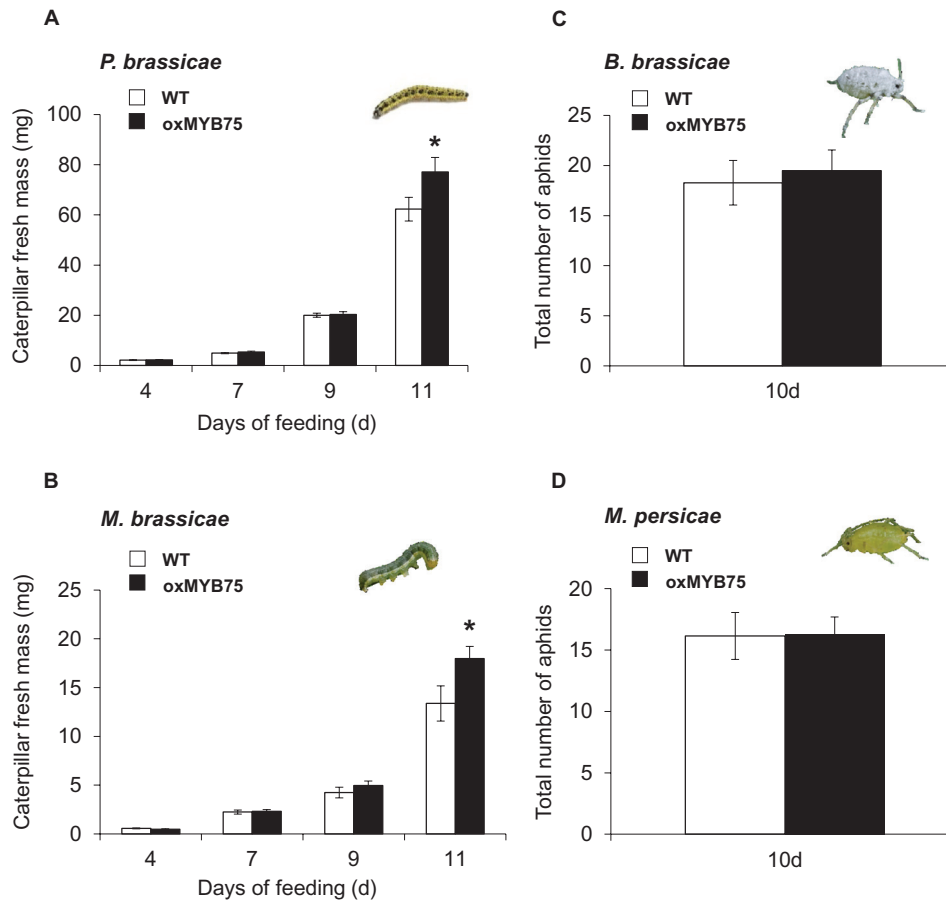 A
P. brassicae
WT
oxMYB75
Caterpillar fresh mass (mg)
100
80
60
40
20
0
*
4 7 9 11
Days of feeding (d)
C
B. brassicae
WT
oxMYB75
Total number of aphids
25
20
15
10
5
0
10d
B
M. brassicae
WT
oxMYB75
Caterpillar fresh mass (mg)
25
20
15
10
5
0
*
4 7 9 11
Days of feeding (d)
D
M. persicae
WT
oxMYB75
Total number of aphids
20
15
10
5
0
10d